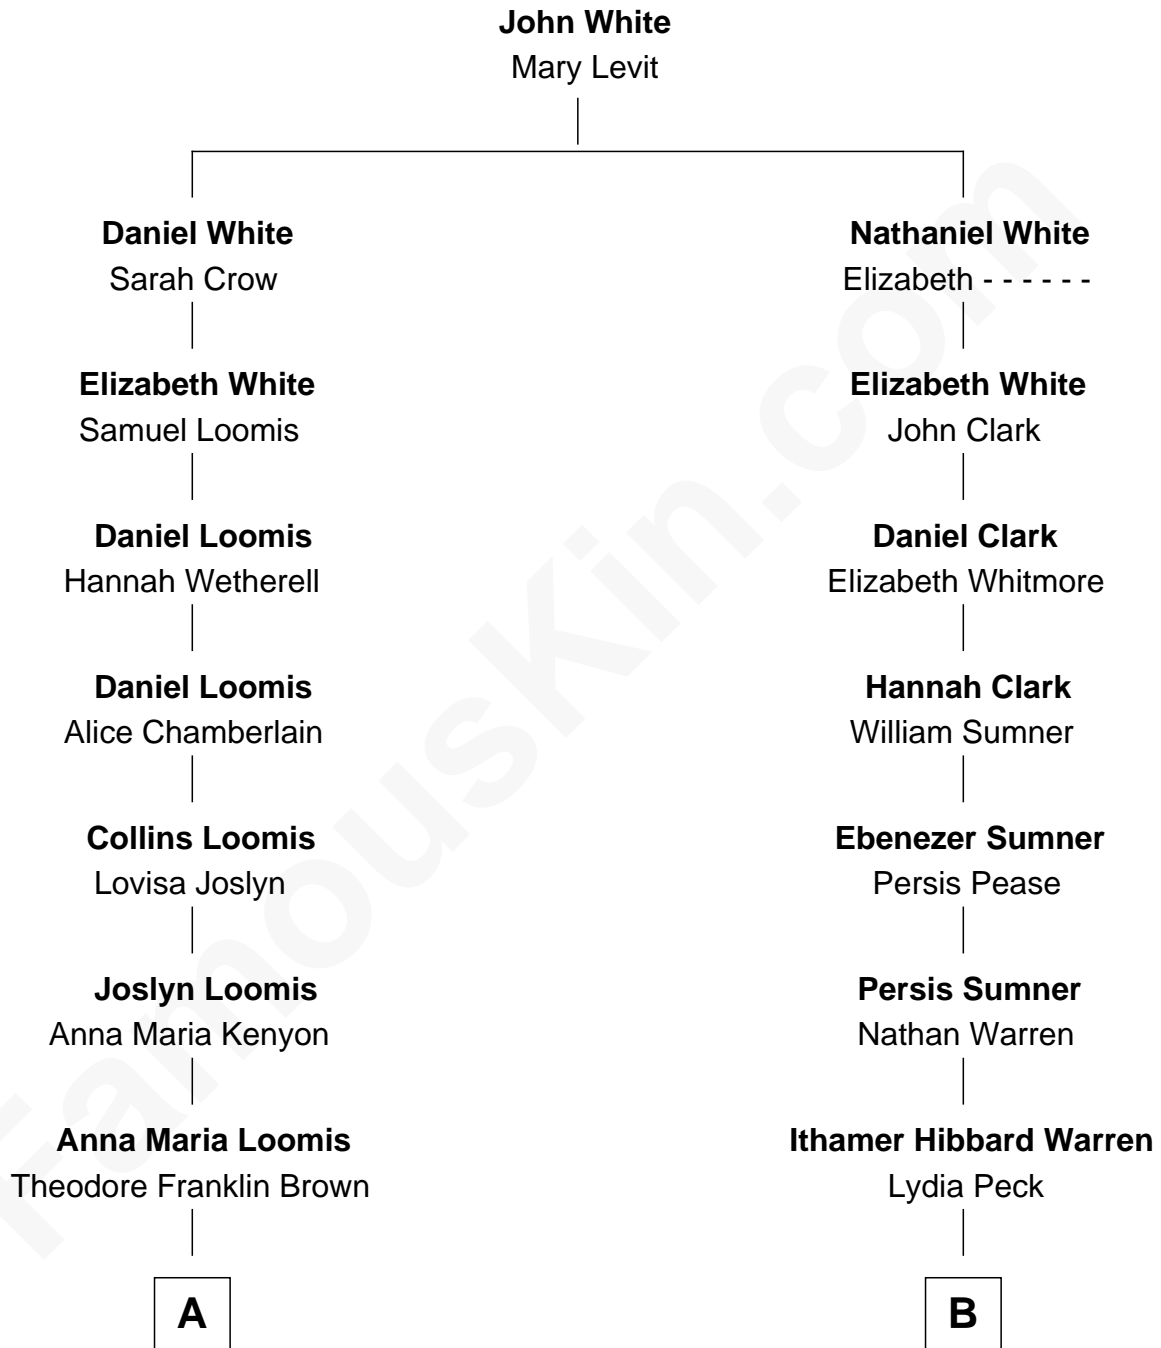 John White
Mary Levit
Daniel White
Sarah Crow
Nathaniel White
Elizabeth - - - - - -
Elizabeth White
Samuel Loomis
Elizabeth White
John Clark
Daniel Loomis
Hannah Wetherell
Daniel Clark
Elizabeth Whitmore
Daniel Loomis
Alice Chamberlain
Hannah Clark
William Sumner
Collins Loomis
Lovisa Joslyn
Ebenezer Sumner
Persis Pease
Joslyn Loomis
Anna Maria Kenyon
Persis Sumner
Nathan Warren
Anna Maria Loomis
Theodore Franklin Brown
Ithamer Hibbard Warren
Lydia Peck
A
B
FamousKin.com